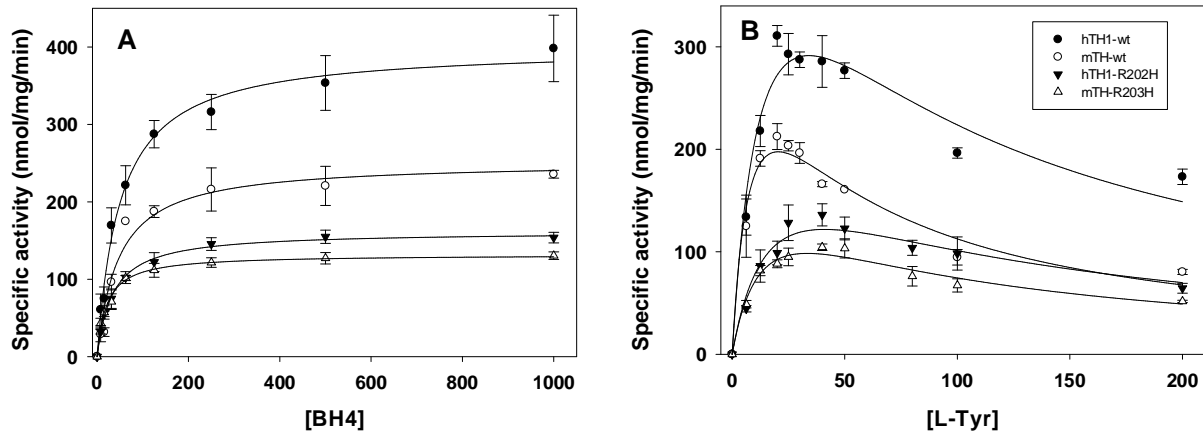 A
Specific activity (nmol/mg/min)
400
300
200
100
0
0 200 400 600 800 1000
[BH4]
B
hTH1-wt
mTH-wt
hTH1-R202H
mTH-R203H
Specific activity (nmol/mg/min)
300
200
100
0
0 50 100 150 200
[L-Tyr]